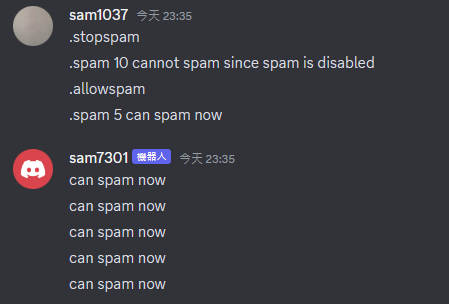 sam1037 今天 23:35
.stopspam
.spam 10 cannot spam since spam is disabled
.allowspam
.spam 5 can spam now
sam7301 機器人 今天 23:35
can spam now
can spam now
can spam now
can spam now
can spam now